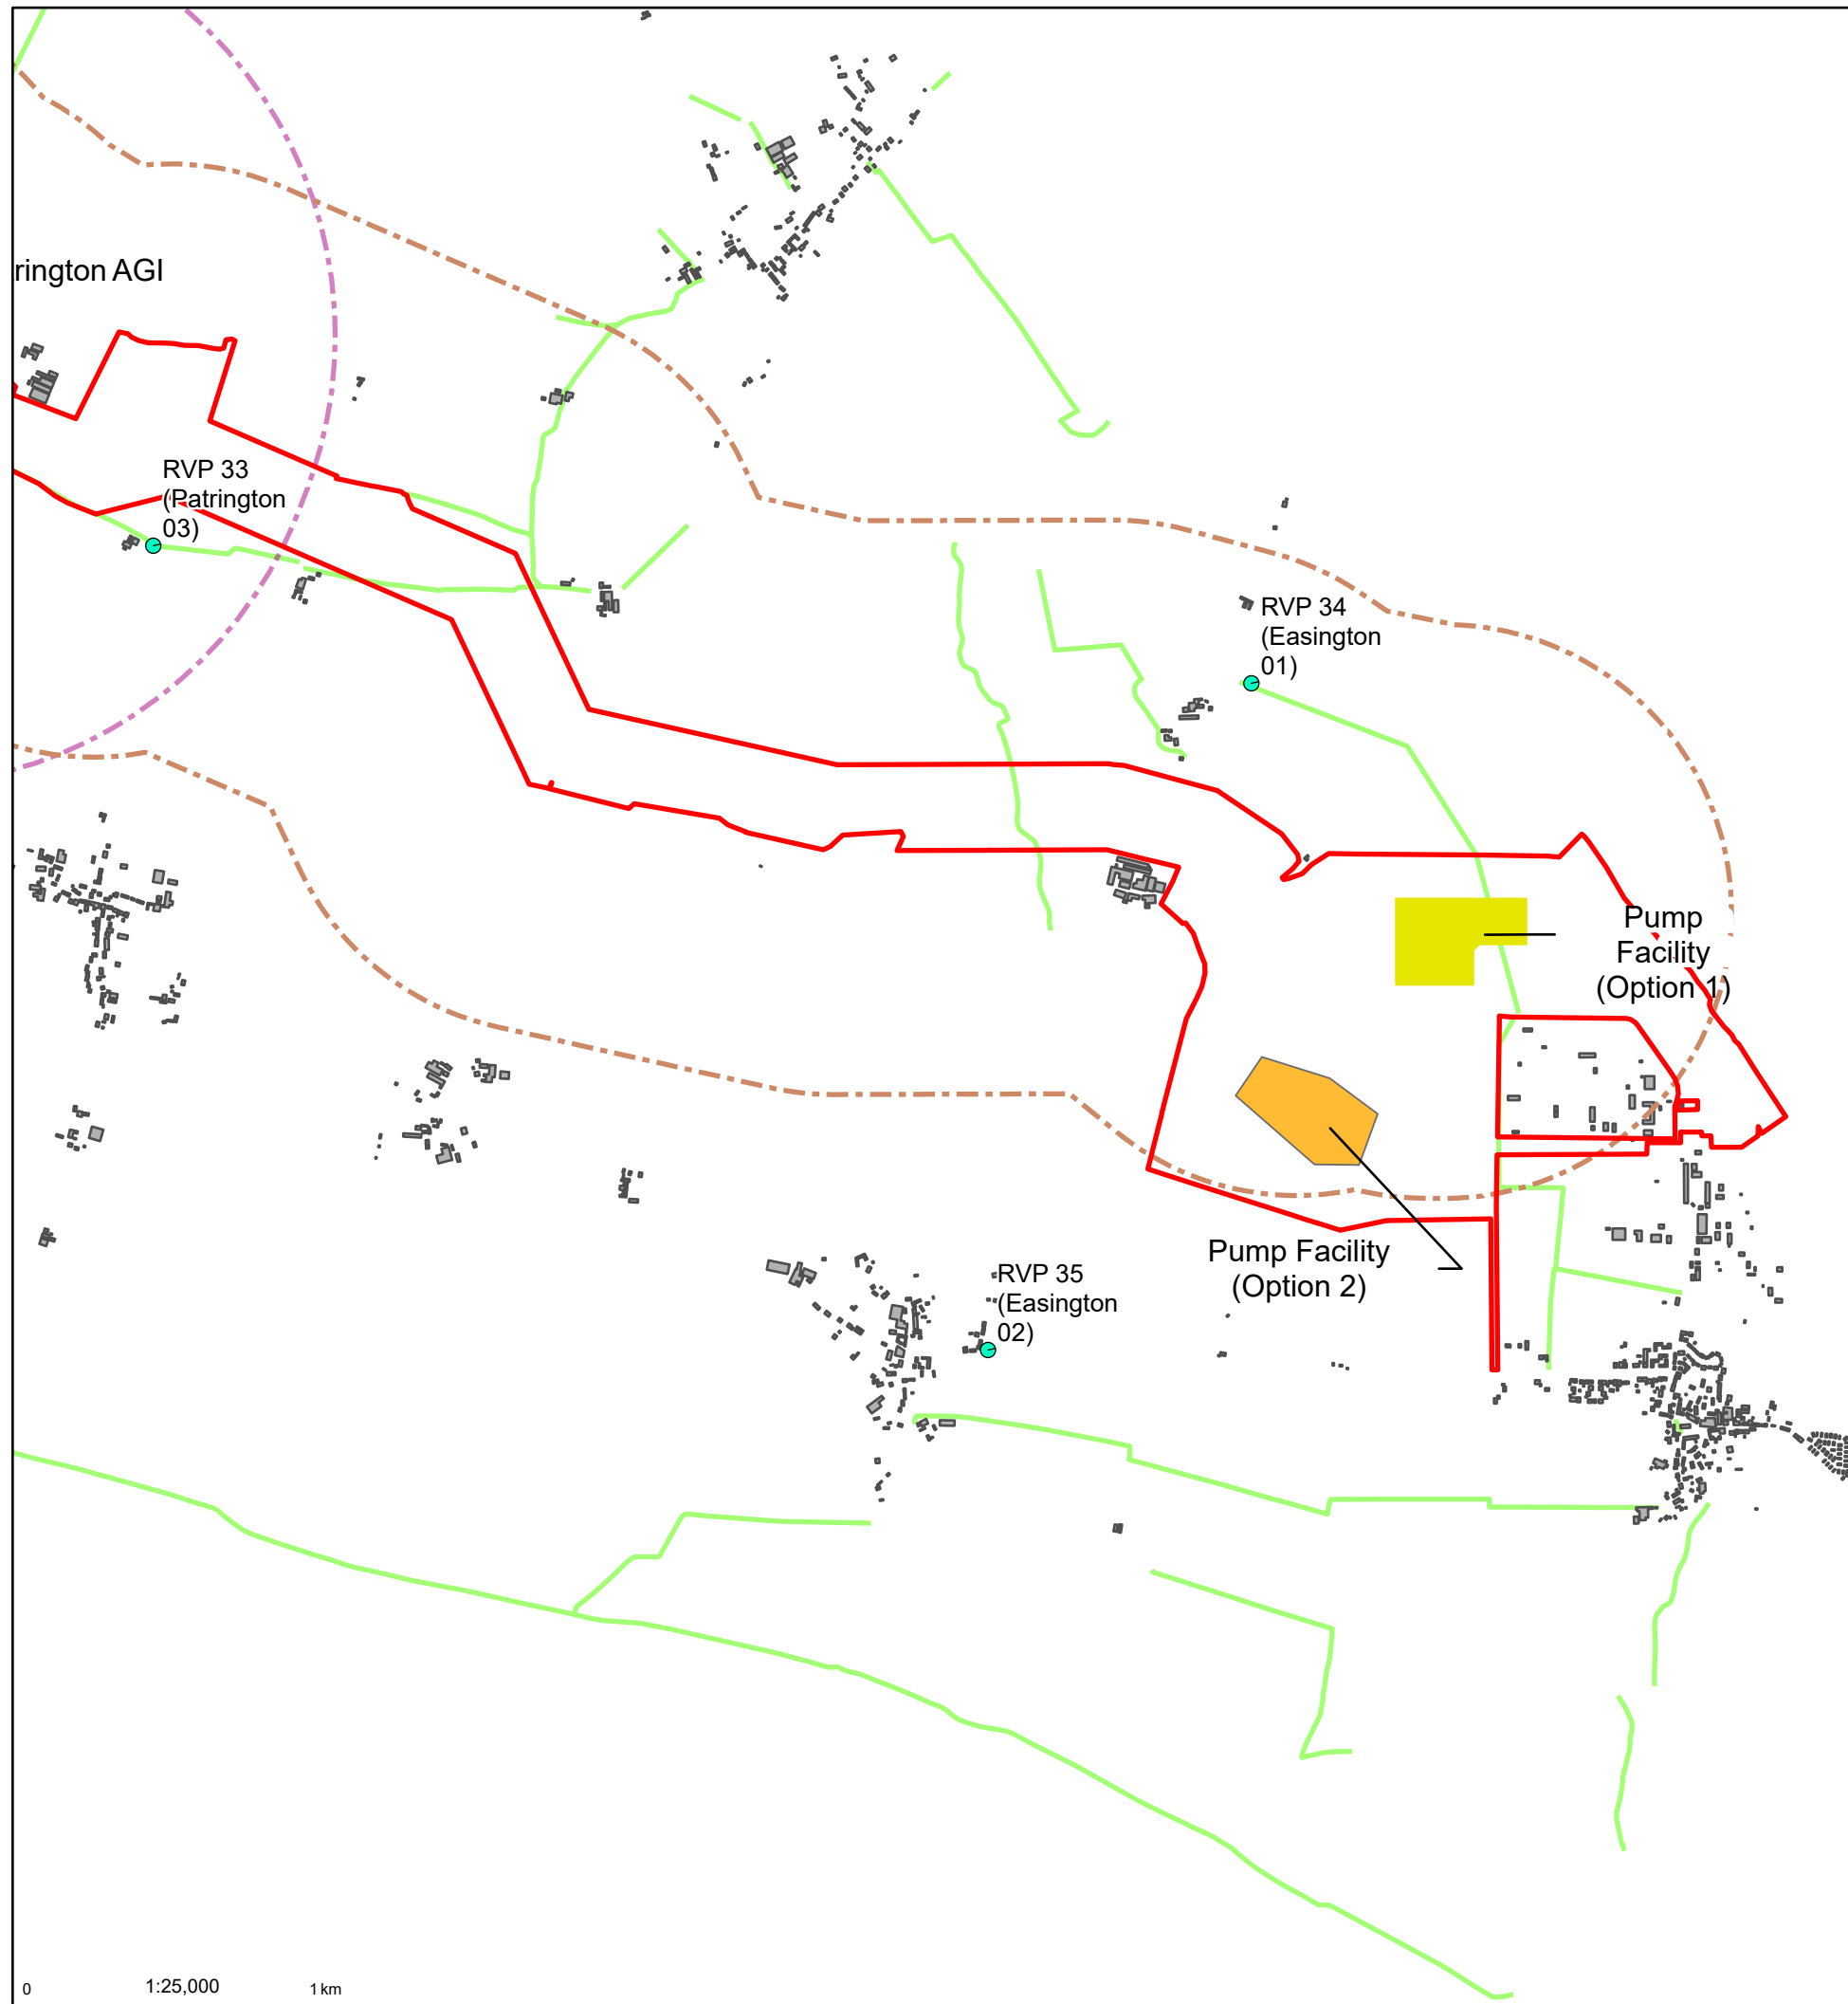 rington AGI
RVP 33
(Patrington
03)
RVP 34
(Easington
01)
Pump
Facility
(Option 1)
Pump Facility
(Option 2)
RVP 35
(Easington
02)
0
1:25,000
1 km